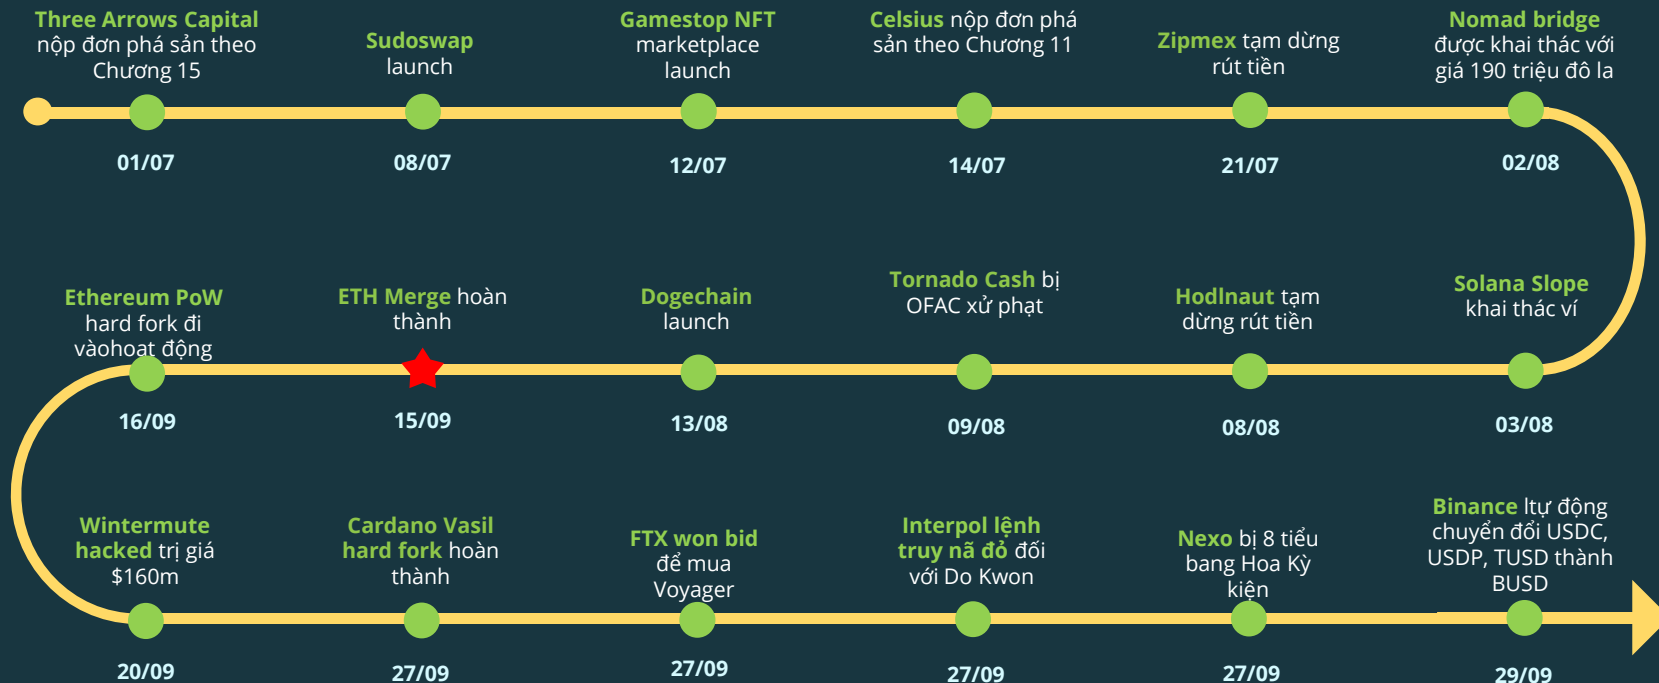 Three Arrows Capital
nộp đơn phá sản theo
Chương 15
01/07
Sudoswap
launch
08/07
Gamestop NFT
marketplace
launch
12/07
Celsius nộp đơn phá
sản theo Chương 11
14/07
Zipmex tạm dừng
rút tiền
21/07
Nomad bridge
được khai thác với
giá 190 triệu đô la
02/08
Solana Slope
khai thác ví
03/08
Hodlnaut tạm
dừng rút tiền
08/08
Tornado Cash bị
OFAC xử phạt
09/08
Dogechain
launch
13/08
ETH Merge hoàn
thành
15/09
Ethereum PoW
hard fork đi
vàohoạt động
16/09
Wintermute
hacked trị giá
$160m
20/09
Cardano Vasil
hard fork hoàn
thành
27/09
FTX won bid
để mua
Voyager
27/09
Interpol lệnh
truy nã đỏ đối
với Do Kwon
27/09
Nexo bị 8 tiểu
bang Hoa Kỳ
kiện
27/09
Binance ltự động
chuyển đổi USDC,
USDP, TUSD thành
BUSD
29/09